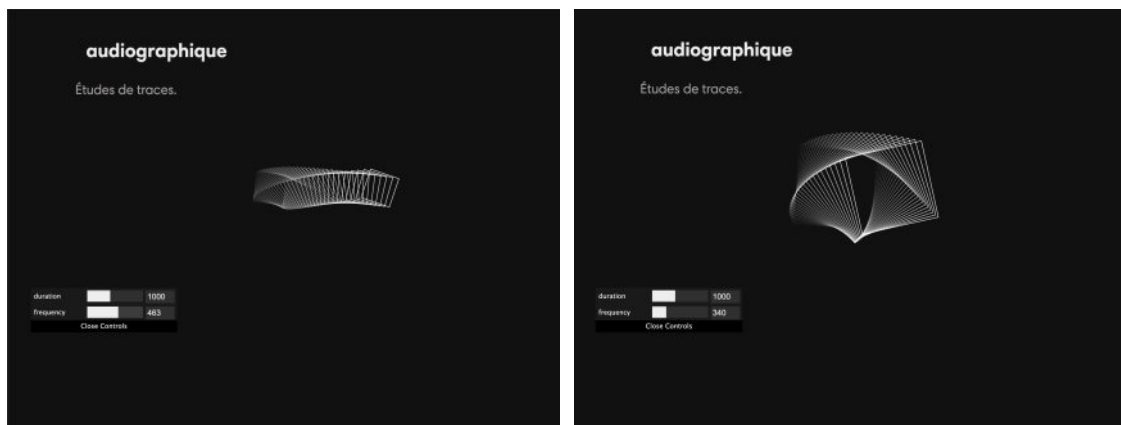 audiographique
Études de traces.
duration 1000
frequency 463
Close Controls
audiographique
Études de traces.
duration 1000
frequency 340
Close Controls